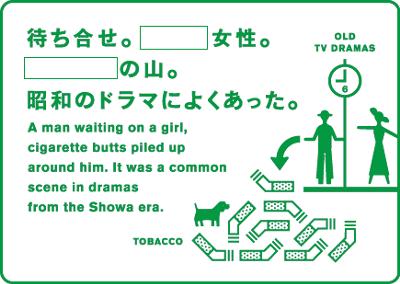 待ち合せ。 女性。
の山。
昭和のドラマによくあった。
A man waiting on a girl,
cigarette butts piled up
around him. It was a common
scene in dramas
from the Showa era.
OLD
TV DRAMAS
6
TOBACCO